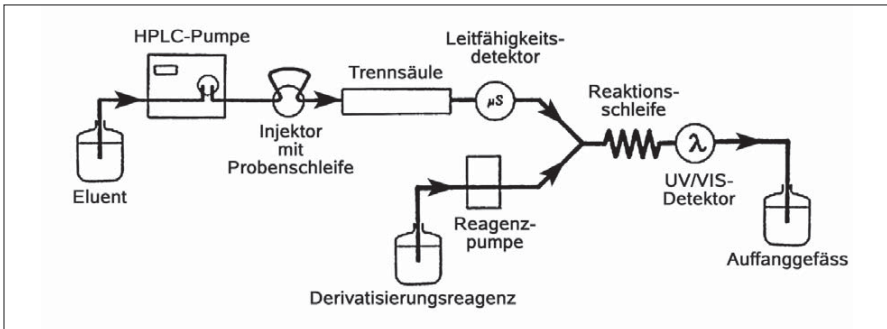 HPLC-Pumpe
Leitfähigkeits-
detektor
Trennsäule
Reaktions-
schleife
µS
λ
Injektor
mit
Probenschleife
Eluent
UV/VIS-
Detektor
Reagenz-
pumpe
Auffanggefäss
Derivatisierungsreagenz